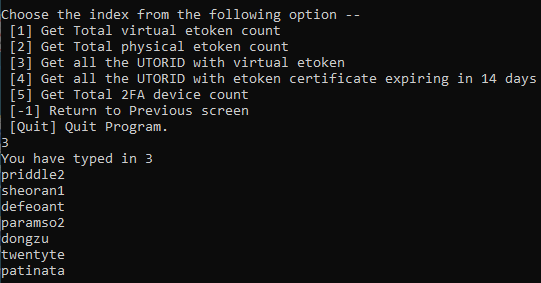 Choose the index from the following option --
[1] Get Total virtual etoken count
[2] Get Total physical etoken count
[3] Get all the UTORID with virtual etoken
[4] Get all the UTORID with etoken certificate expiring in 14 days
[5] Get Total 2FA device count
[-1] Return to Previous screen
[Quit] Quit Program.
3
You have typed in 3
priddle2
sheoran1
defeoant
paramso2
dongzu
twentyte
patinata